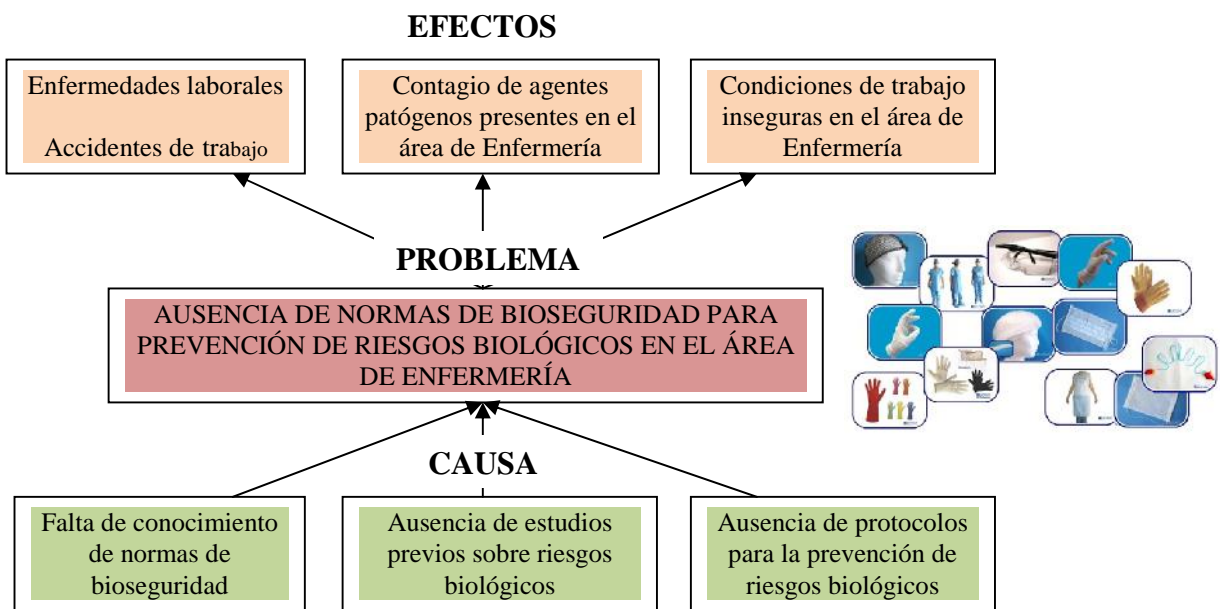 EFECTOS
Enfermedades laborales
Accidentes de trabajo
Contagio de agentes
patógenos presentes en el
área de Enfermería
Condiciones de trabajo
inseguras en el área de
Enfermería
PROBLEMA
AUSENCIA DE NORMAS DE BIOSEGURIDAD PARA
PREVENCIÓN DE RIESGOS BIOLÓGICOS EN EL ÁREA
DE ENFERMERÍA
CAUSA
Falta de conocimiento
de normas de
bioseguridad
Ausencia de estudios
previos sobre riesgos
biológicos
Ausencia de protocolos
para la prevención de
riesgos biológicos